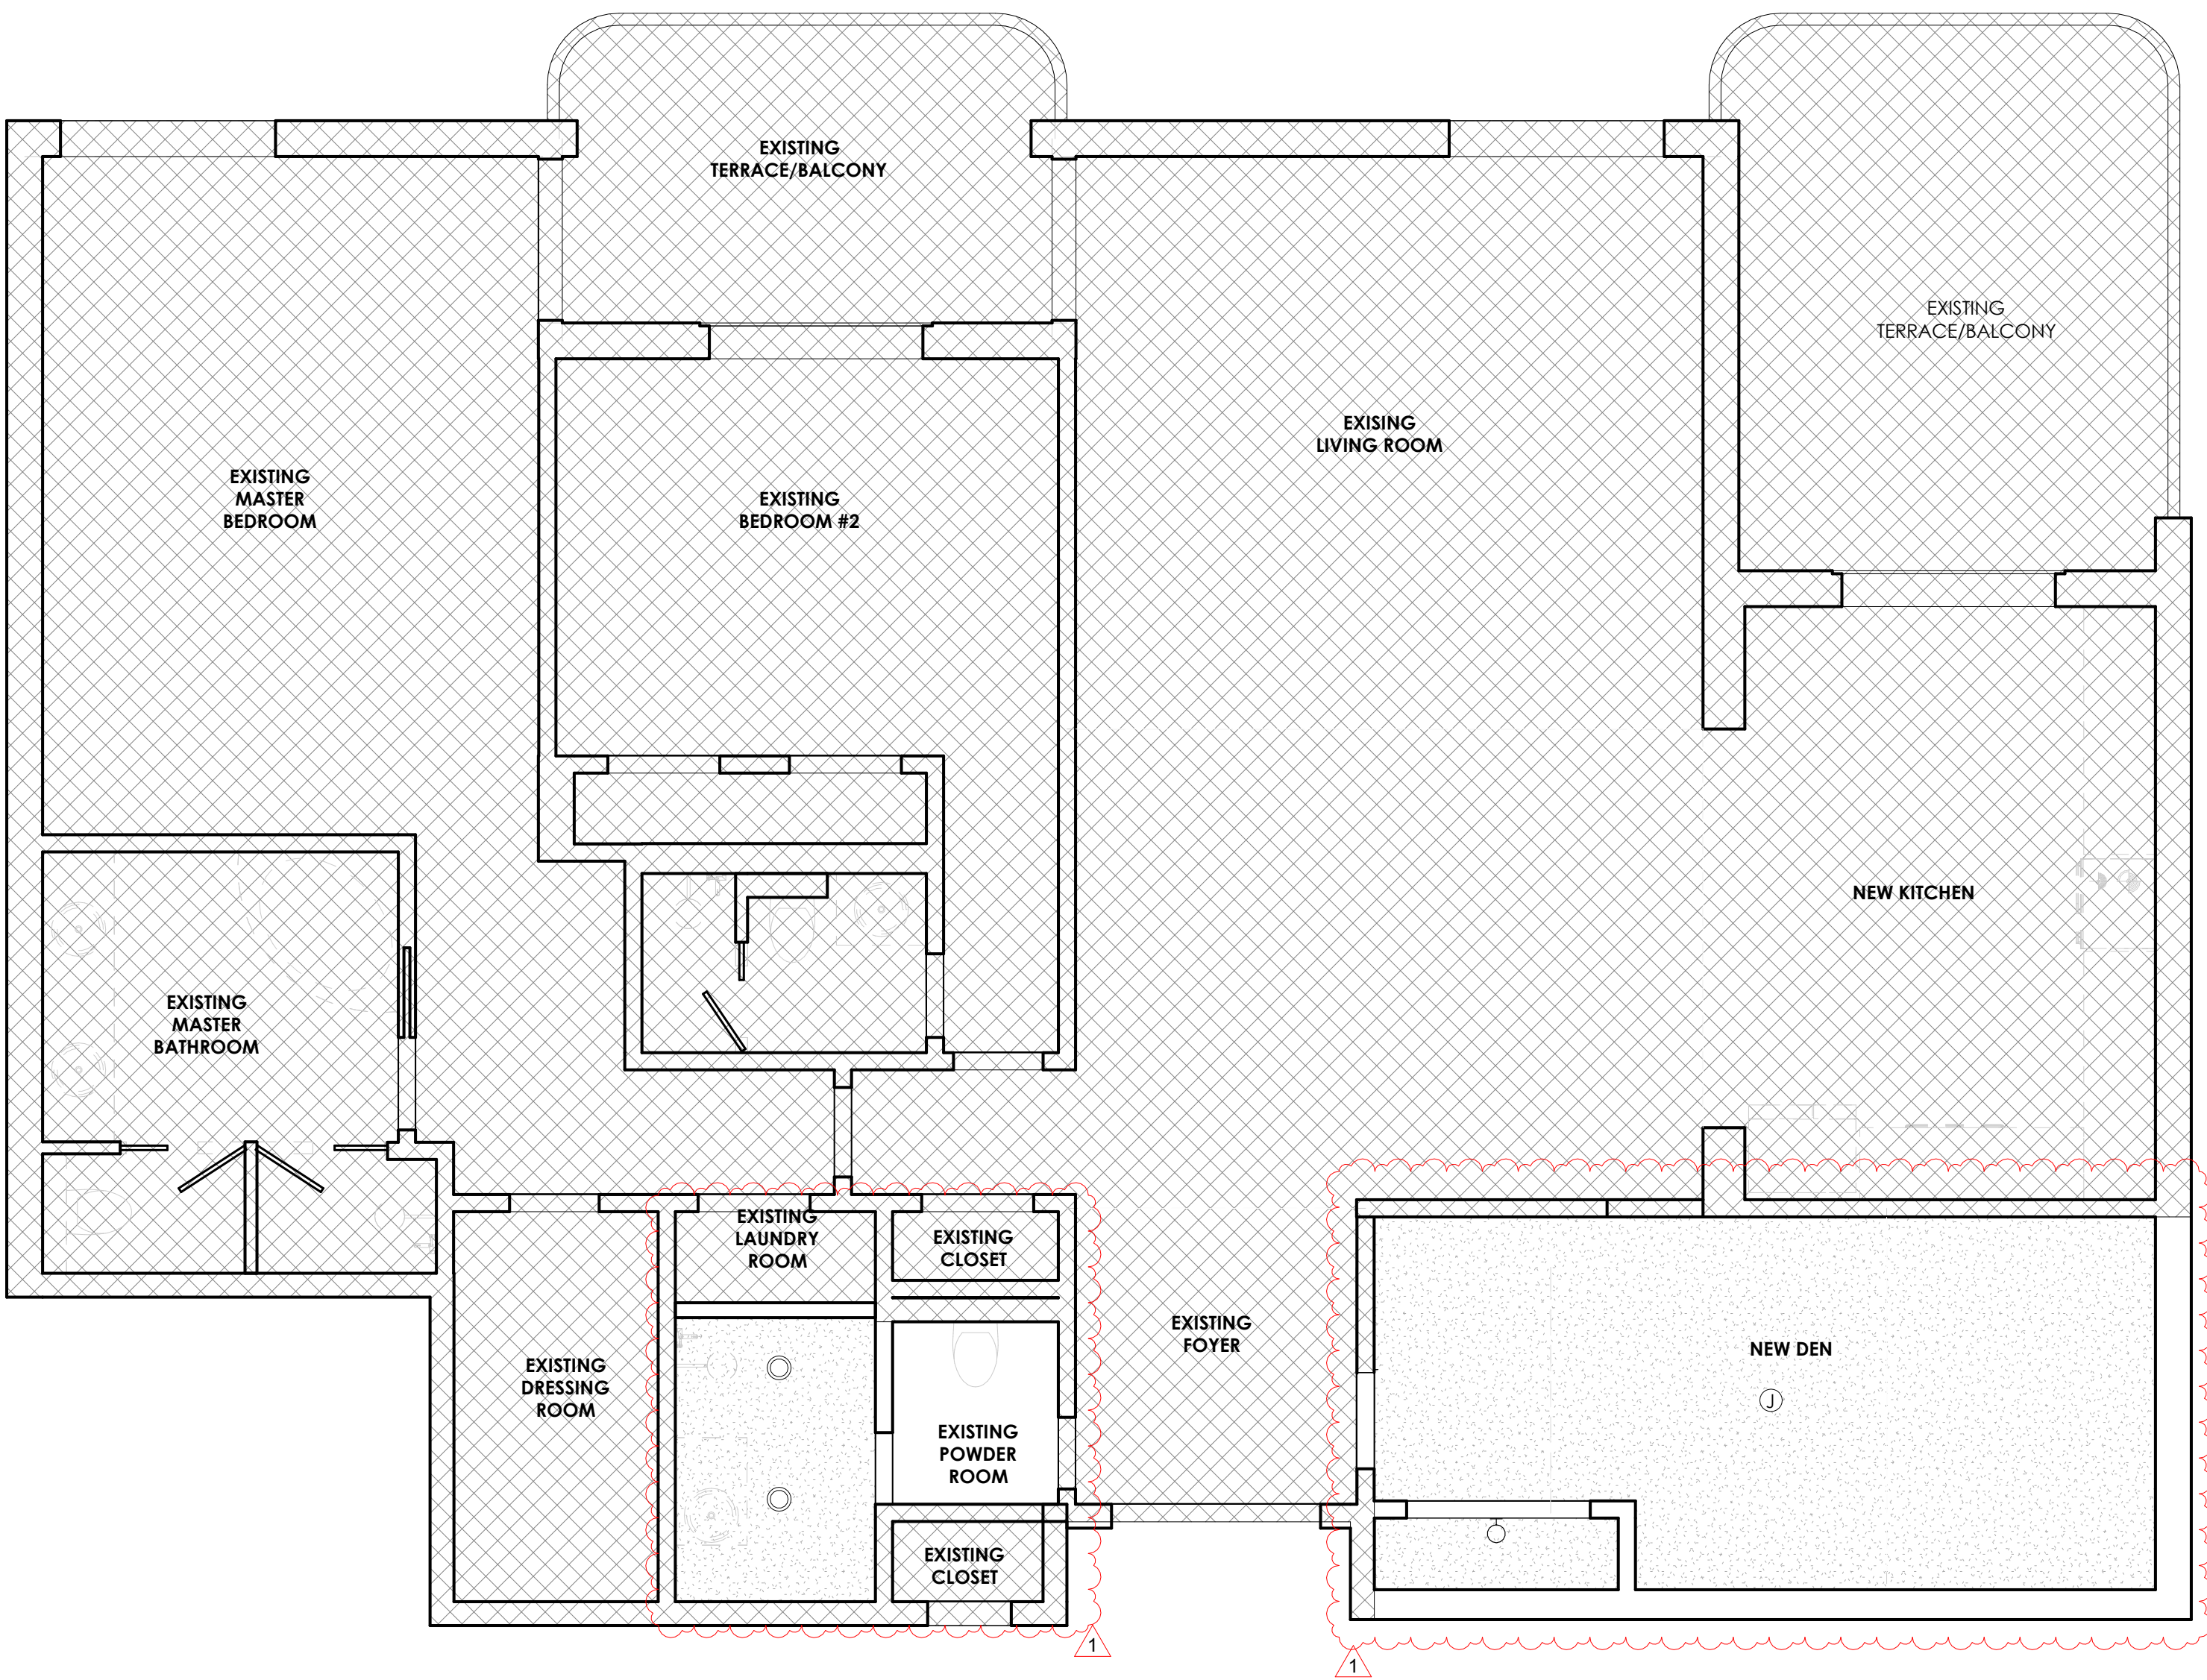 EXISTING
TERRACE/BALCONY
EXISTING
TERRACE/BALCONY
EXISING
LIVING ROOM
EXISTING
MASTER
BEDROOM
EXISTING
BEDROOM #2
NEW KITCHEN
EXISTING
MASTER
BATHROOM
EXISTING
LAUNDRY
ROOM
EXISTING
CLOSET
EXISTING
FOYER
NEW DEN
J
EXISTING
DRESSING
ROOM
EXISTING
POWDER
ROOM
EXISTING
CLOSET
1
1